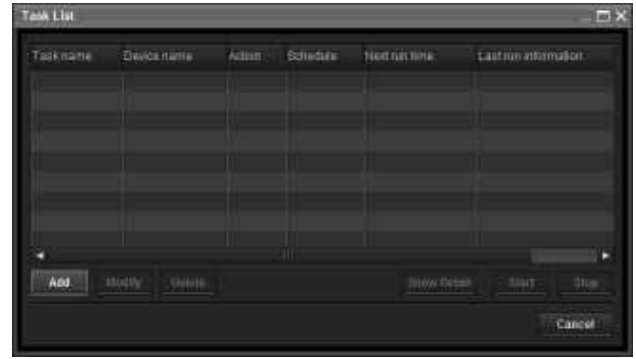 Task List
Task name Device name Action Schedule Next run time Last run information
Add Modify Delete Show Detail Start Stop
Cancel